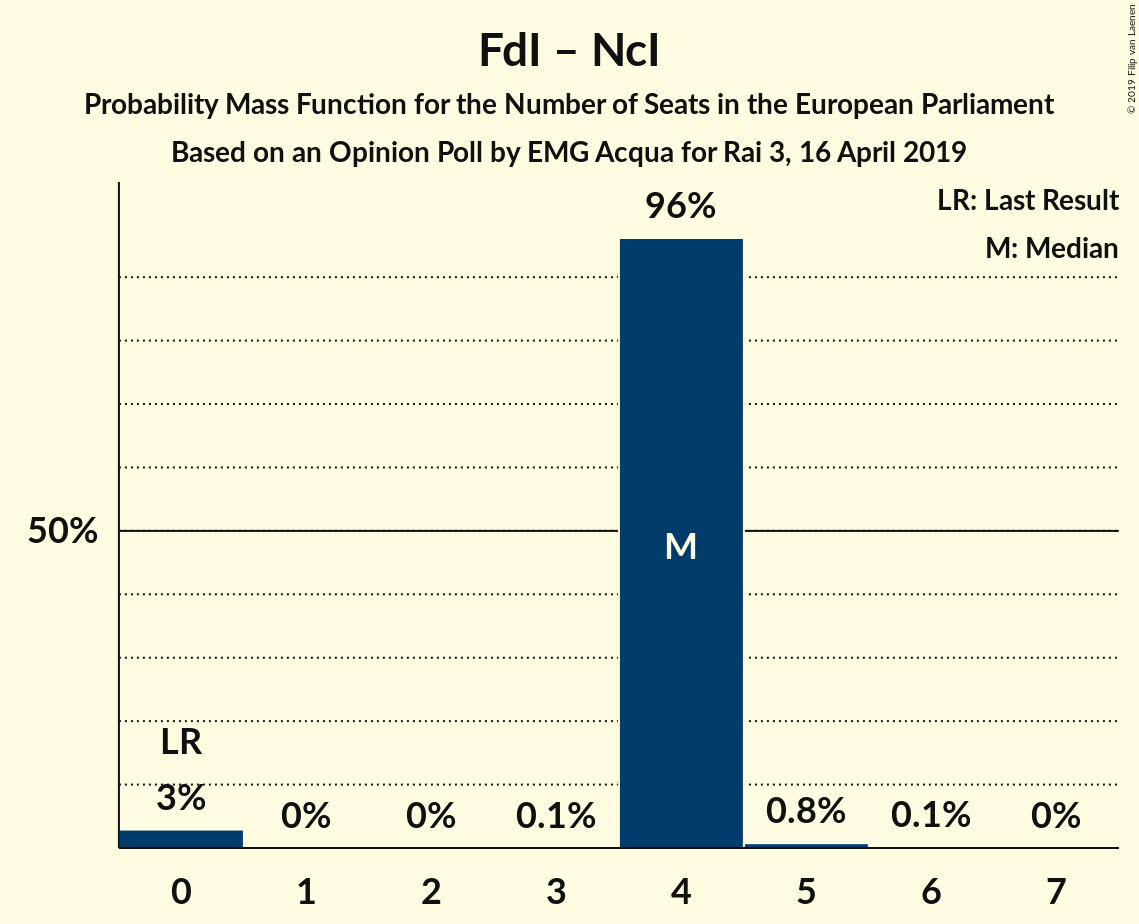 FdI – NcI
Probability Mass Function for the Number of Seats in the European Parliament
Based on an Opinion Poll by EMG Acqua for Rai 3, 16 April 2019
© 2019 Filip van Laenen
LR: Last Result
M: Median
96%
50%
M
LR
3%
0%
0%
0.1%
0.8%
0.1%
0%
0 1 2 3 4 5 6 7